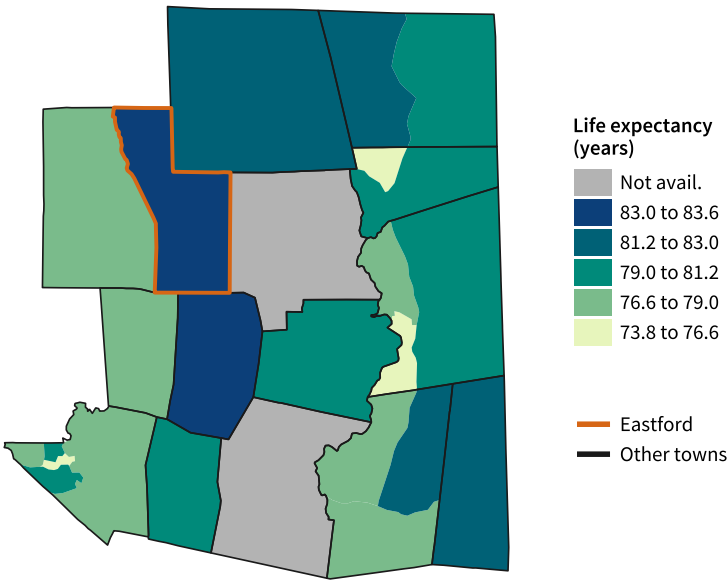 Life expectancy
(years)
Not avail.
83.0 to 83.6
81.2 to 83.0
79.0 to 81.2
76.6 to 79.0
73.8 to 76.6
Eastford
Other towns